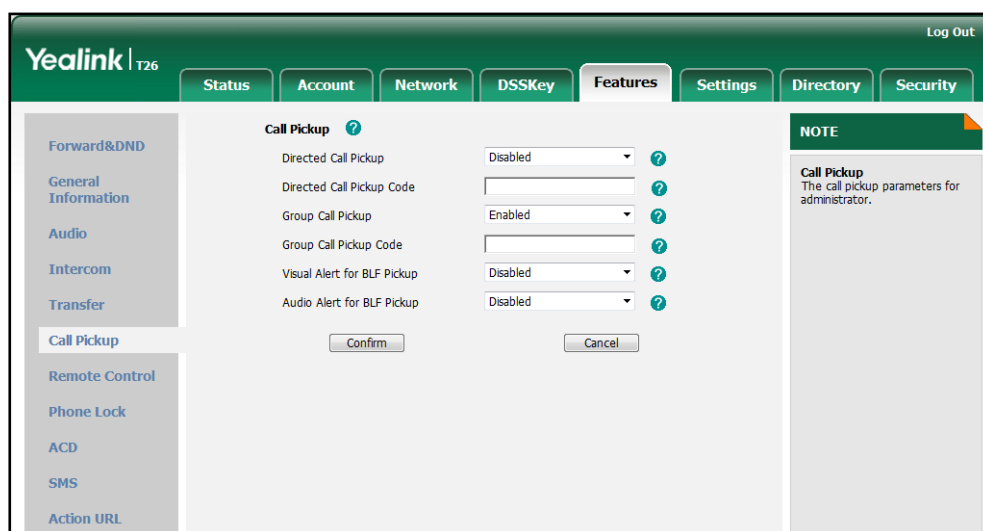 Log Out
Yealink T26
Status Account Network DSSKey Features Settings Directory Security
Forward&DND
General
Information
Audio
Intercom
Transfer
Call Pickup
Remote Control
Phone Lock
ACD
SMS
Action URL
Call Pickup ?
Directed Call Pickup Disabled ?
Directed Call Pickup Code ?
Group Call Pickup Enabled ?
Group Call Pickup Code ?
Visual Alert for BLF Pickup Disabled ?
Audio Alert for BLF Pickup Disabled ?
Confirm Cancel
NOTE
Call Pickup
The call pickup parameters for
administrator.